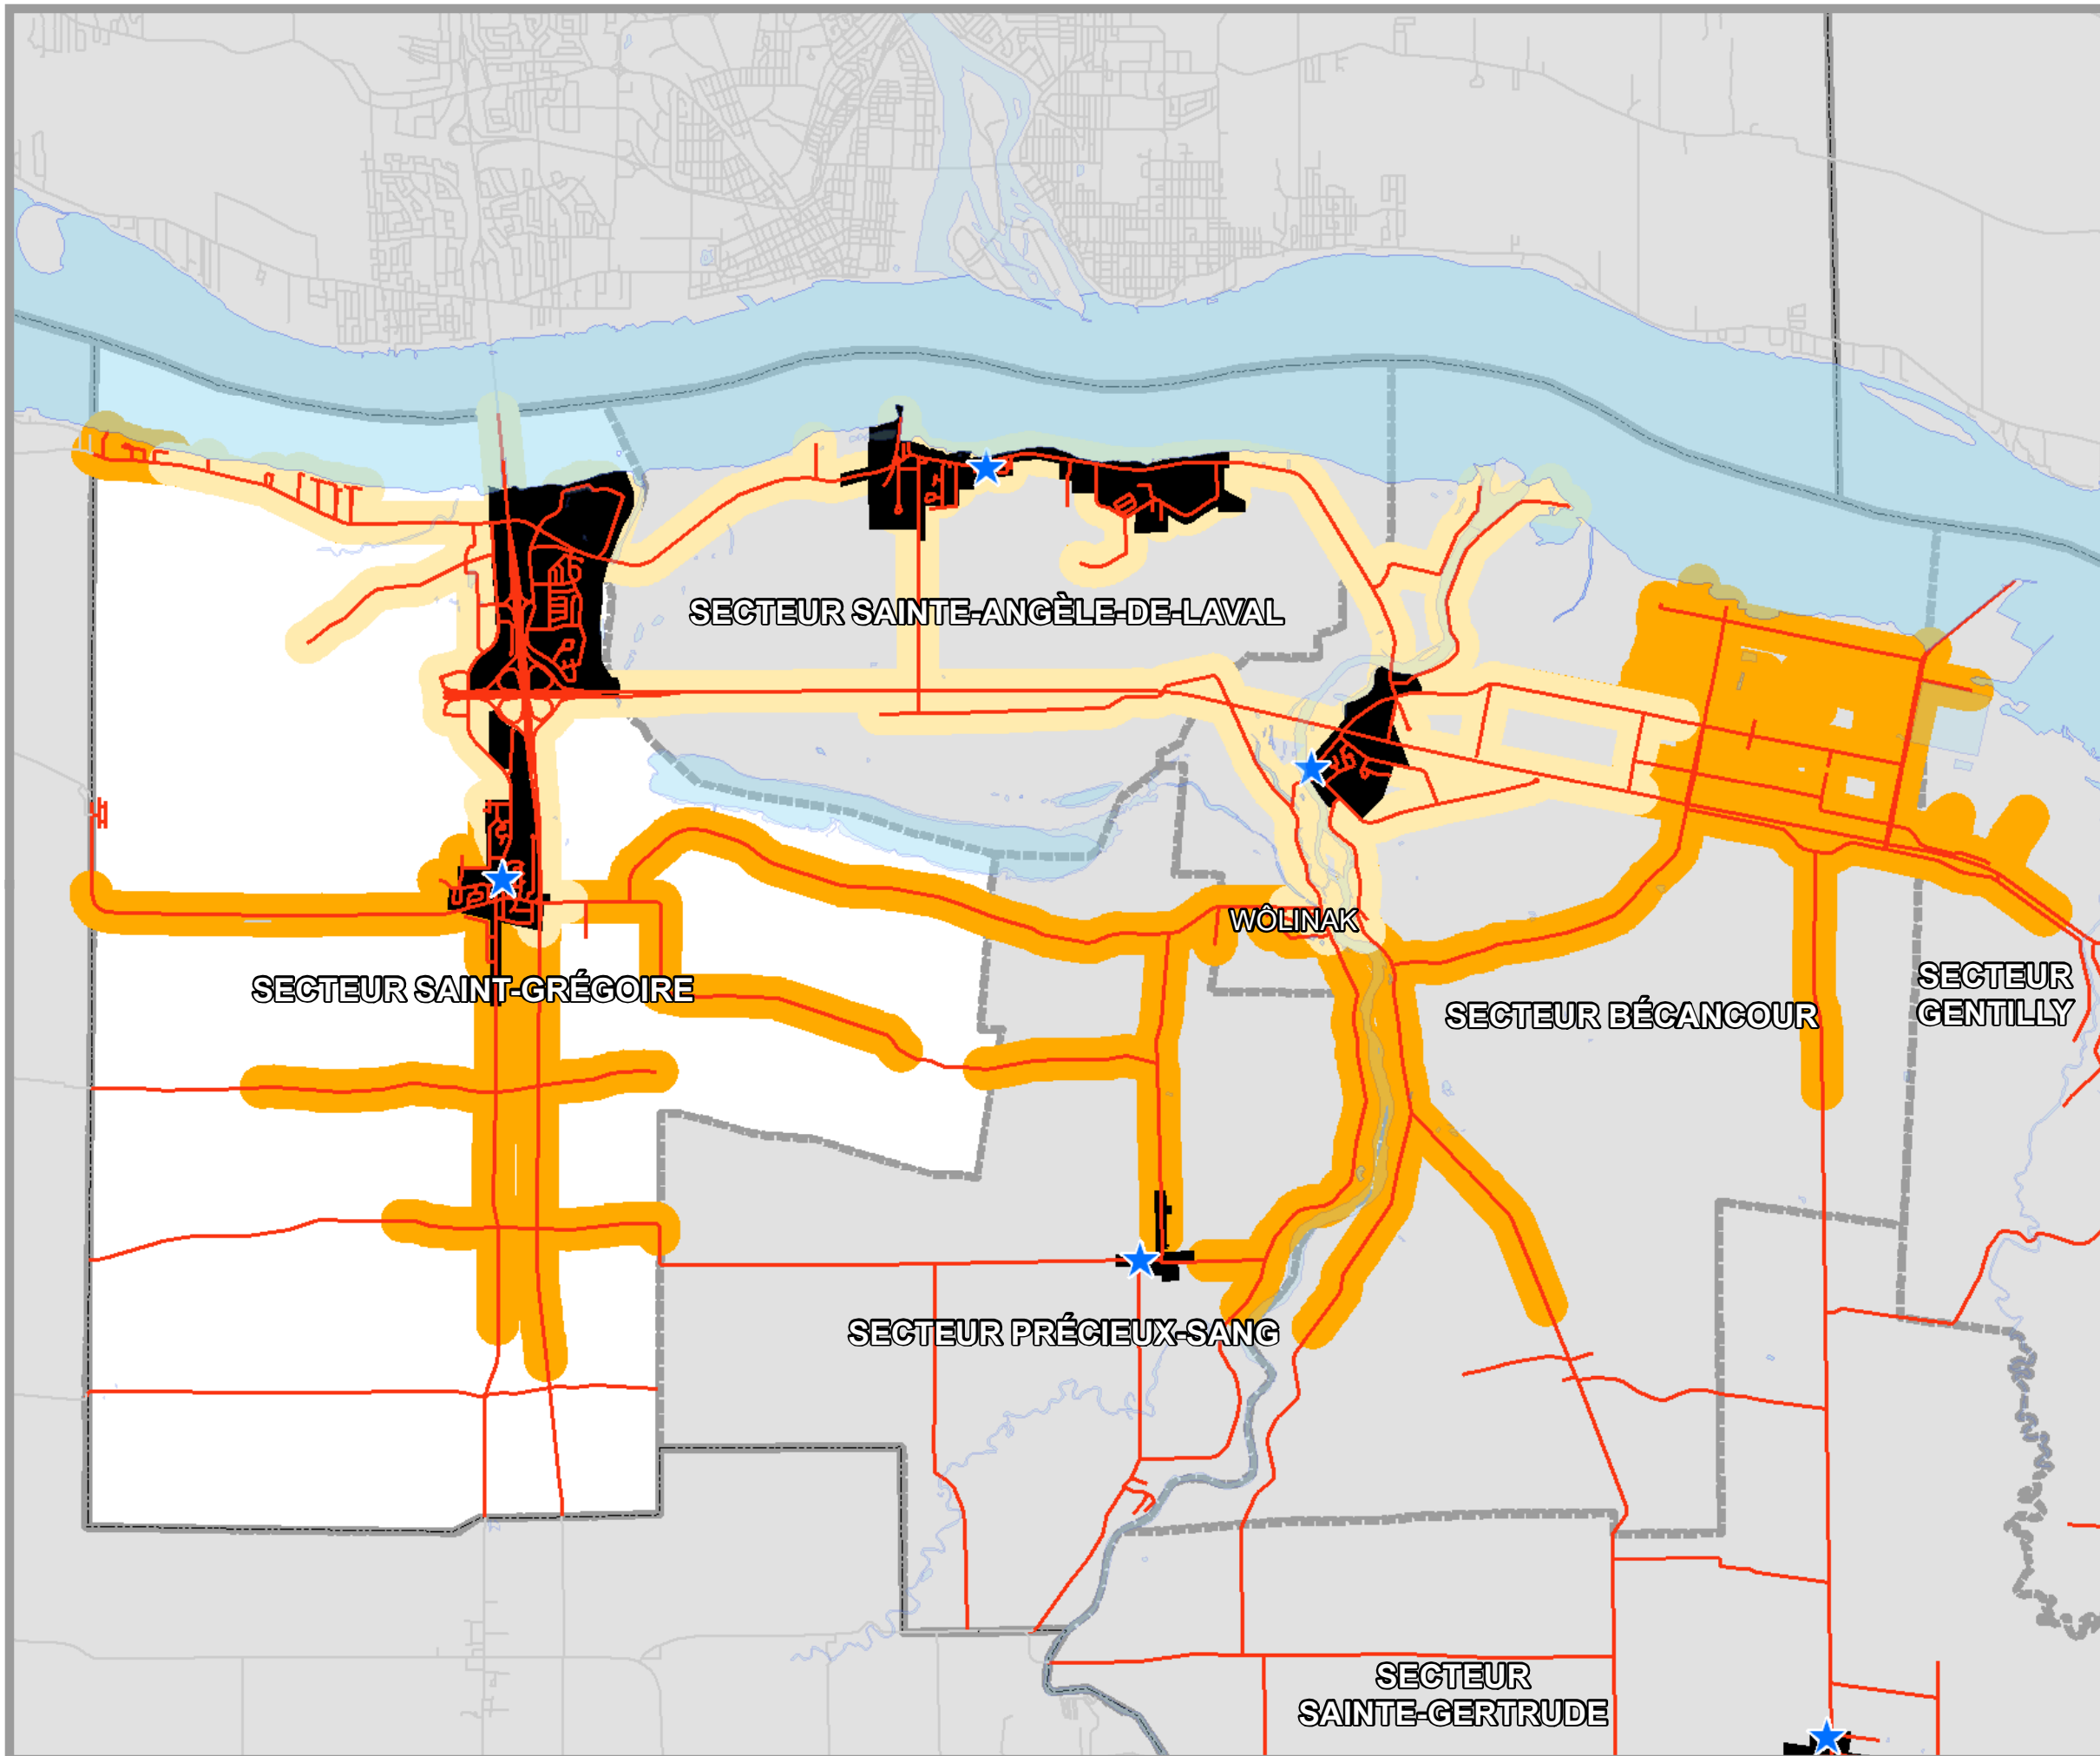 SECTEUR SAINTE-ANGÈLE-DE-LAVAL
WÔLINAK
SECTEUR SAINT-GRÉGOIRE
SECTEUR BÉCANCOUR
SECTEUR
GENTILLY
SECTEUR PRÉCIEUX-SANG
SECTEUR
SAINTE-GERTRUDE